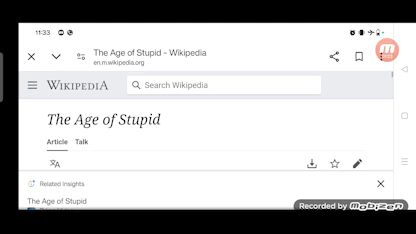 11:33
The Age of Stupid - Wikipedia
en.m.wikipedia.org
WIKIPEDIA
Search Wikipedia
The Age of Stupid
Article Talk
Related Insights
The Age of Stupid
Recorded by MOBIZEN